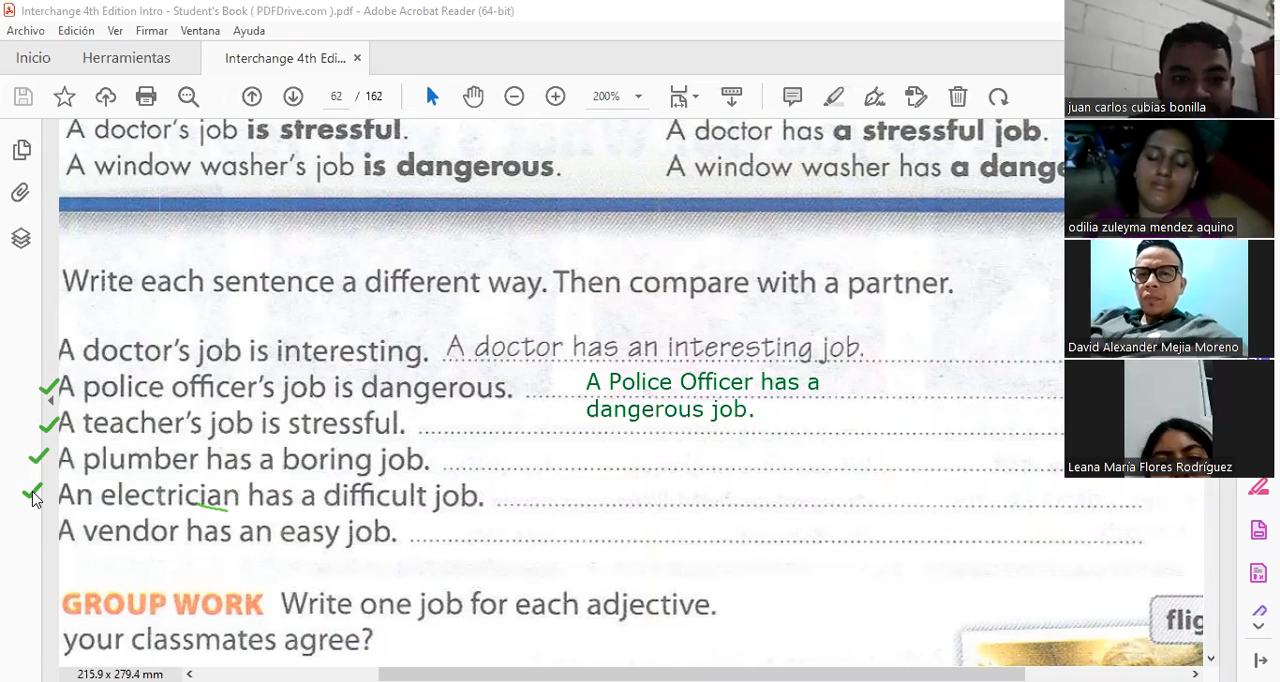 Interchange 4th Edition Intro - Student's Book ( PDFDrive.com ).pdf - Adobe Acrobat Reader (64-bit)
Archivo Edición Ver Firmar Ventana Ayuda
Inicio Herramientas Interchange 4th Edi... ×
62 / 162 200%
A doctor's job is stressful. A doctor has a stressful job.
A window washer's job is dangerous. A window washer has a dange
Write each sentence a different way. Then compare with a partner.
A doctor's job is interesting. A doctor has an interesting job.
A police officer's job is dangerous. A Police Officer has a
dangerous job.
A teacher's job is stressful.
A plumber has a boring job.
An electrician has a difficult job.
A vendor has an easy job.
GROUP WORK Write one job for each adjective.
your classmates agree?
flig
215.9 x 279.4 mm
juan carlos cubias bonilla
odilia zuleyma mendez aquino
David Alexander Mejia Moreno
Leana María Flores Rodríguez